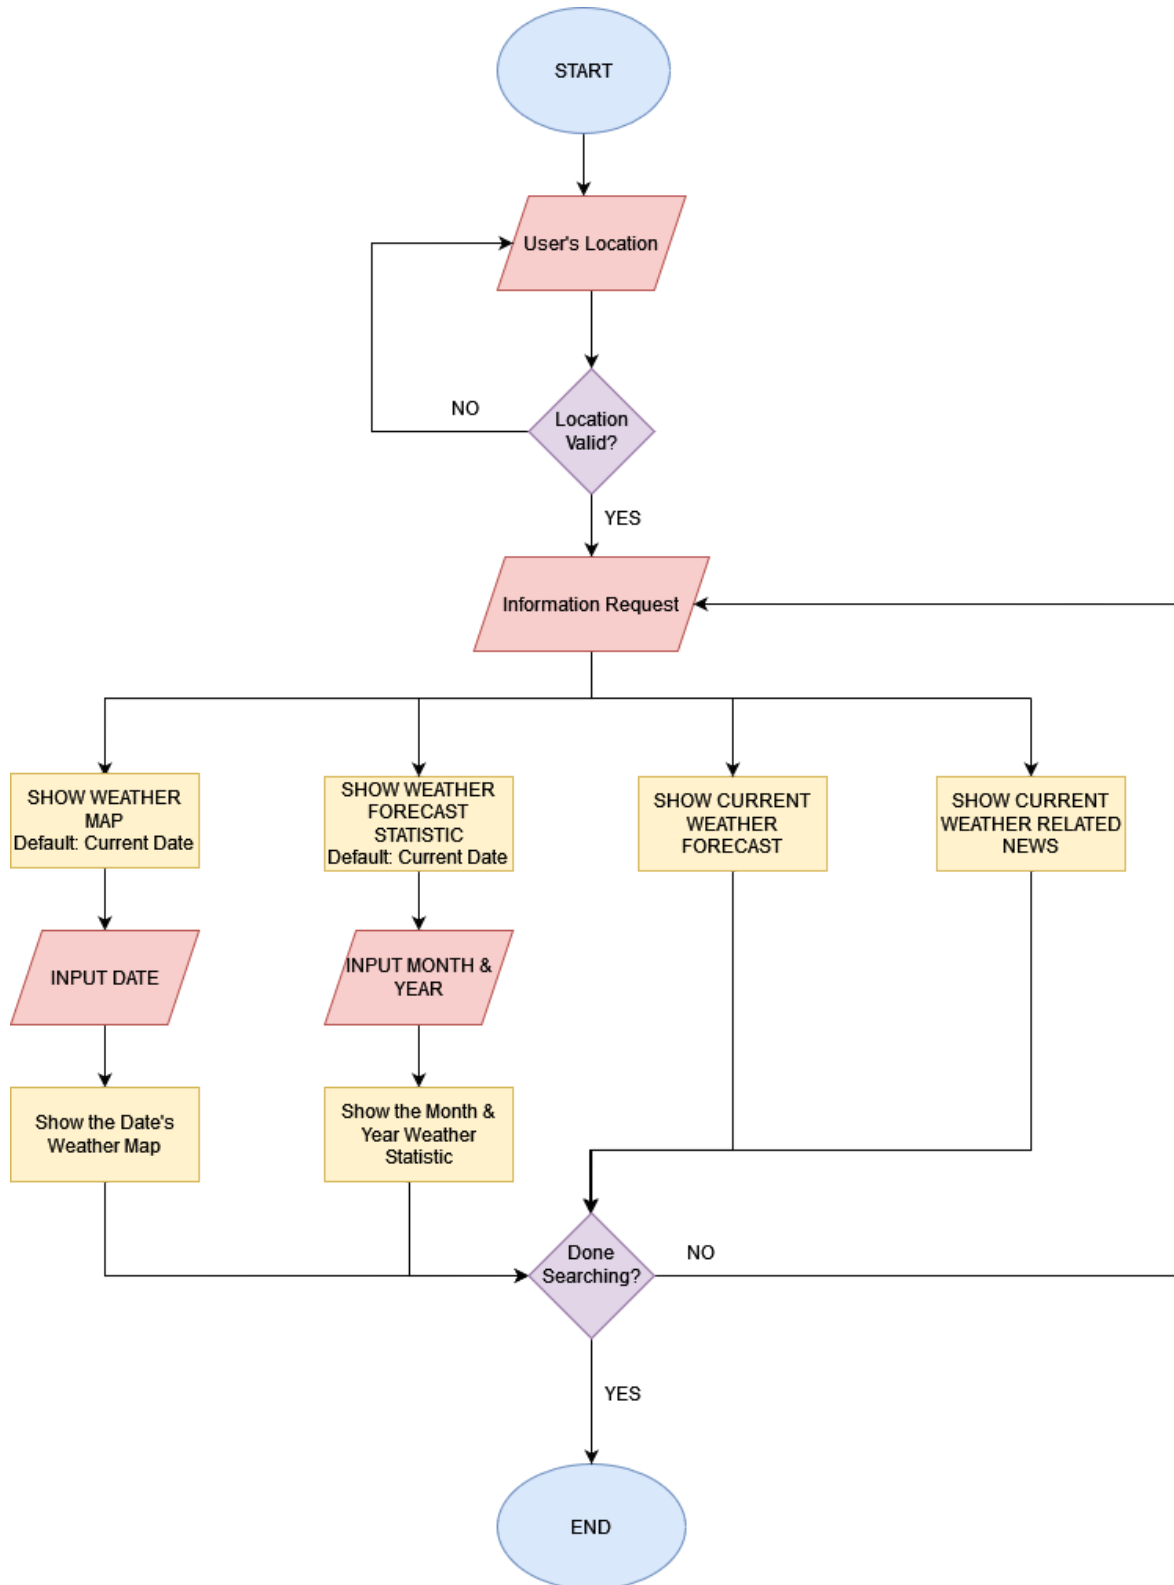 START
User's Location
NO
Location
Valid?
YES
Information Request
SHOW WEATHER
MAP
Default: Current Date
SHOW WEATHER
FORECAST
STATISTIC
Default: Current Date
SHOW CURRENT
WEATHER
FORECAST
SHOW CURRENT
WEATHER RELATED
NEWS
INPUT DATE
INPUT MONTH &
YEAR
Show the Date's
Weather Map
Show the Month &
Year Weather
Statistic
Done
Searching?
NO
YES
END